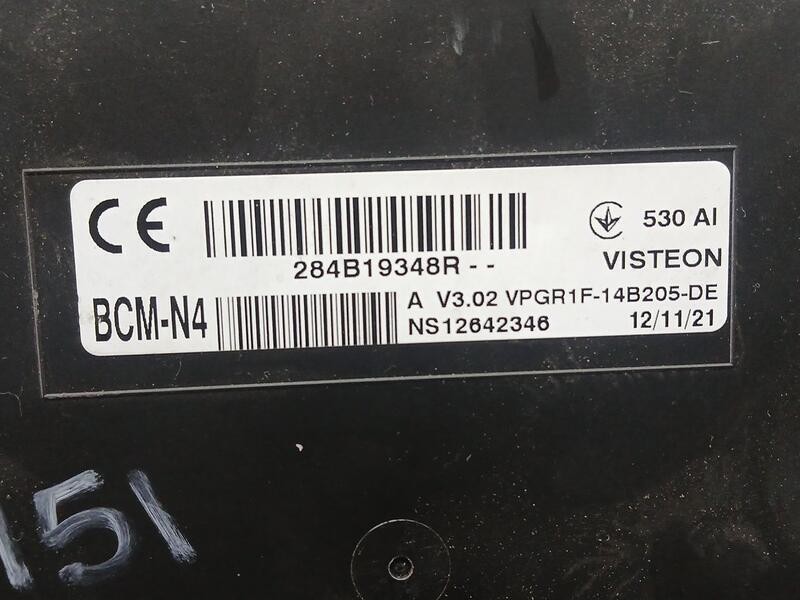 CE
284B19348R - -
530 AI
VISTEON
BCM-N4
A V3.02 VPGR1F-14B205-DE
NS12642346
12/11/21
151